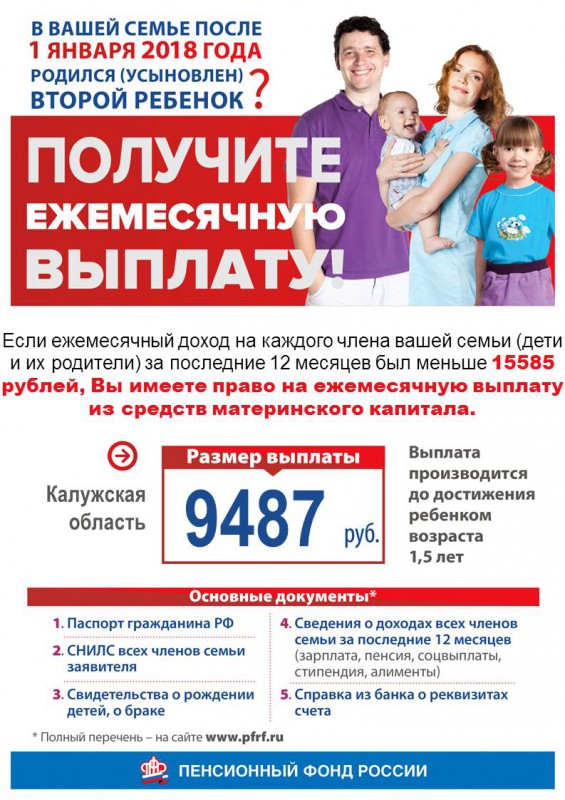 В ВАШЕЙ СЕМЬЕ ПОСЛЕ
1 ЯНВАРЯ 2018 ГОДА
РОДИЛСЯ (УСЫНОВЛЕН)
ВТОРОЙ РЕБЕНОК ?
ПОЛУЧИТЕ
ЕЖЕМЕСЯЧНУЮ
ВЫПЛАТУ!
Если ежемесячный доход на каждого члена вашей семьи (дети
и их родители) за последние 12 месяцев был меньше 15585
рублей, Вы имеете право на ежемесячную выплату
из средств материнского капитала.
Калужская
область
Размер выплаты
9487 руб.
Выплата
производится
до достижения
ребенком
возраста
1,5 лет
Основные документы*
1. Паспорт гражданина РФ
2. СНИЛС всех членов семьи
заявителя
3. Свидетельства о рождении
детей, о браке
4. Сведения о доходах всех членов
семьи за последние 12 месяцев
(зарплата, пенсия, соцвыплаты,
стипендия, алименты)
5. Справка из банка о реквизитах
счета
* Полный перечень – на сайте www.pfrf.ru
ПЕНСИОННЫЙ ФОНД РОССИИ